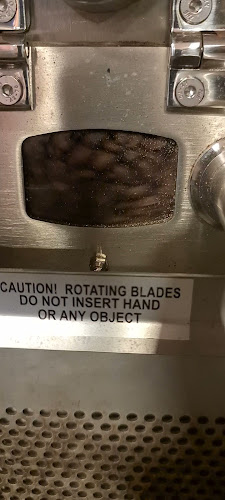 CAUTION! ROTATING BLADES
DO NOT INSERT HAND
OR ANY OBJECT